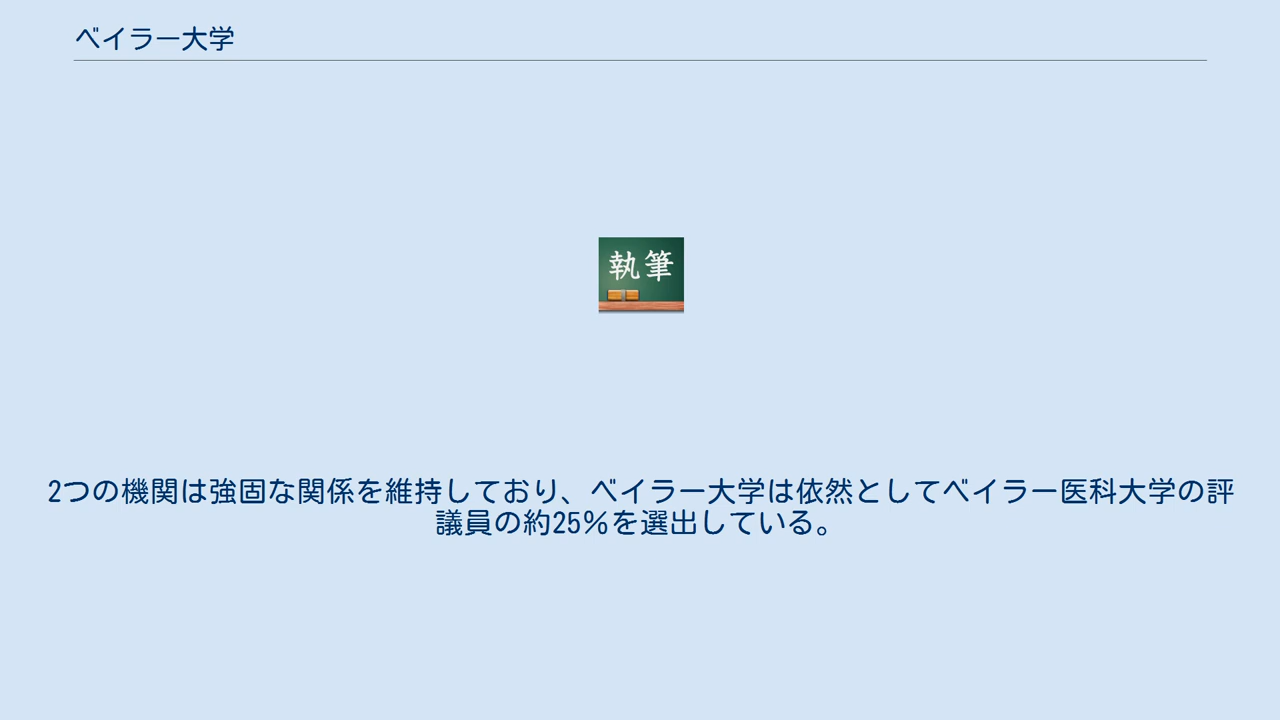 ベイラー大学
執筆
2つの機関は強固な関係を維持しており、ベイラー大学は依然としてベイラー医科大学の評
議員の約25％を選出している。